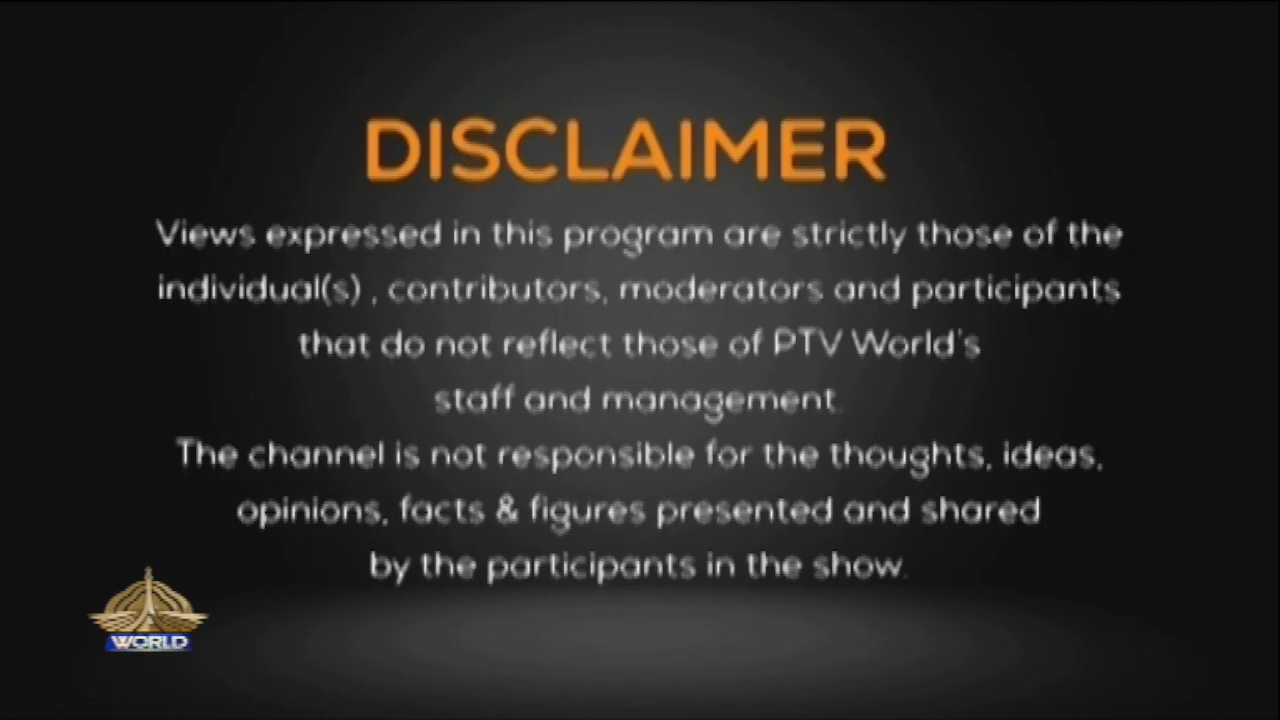 DISCLAIMER
Views expressed in this program are strictly those of the
individual(s) , contributors, moderators and participants
that do not reflect those of PTV World's
staff and management.
The channel is not responsible for the thoughts, ideas,
opinions, facts & figures presented and shared
by the participants in the show.
WORLD